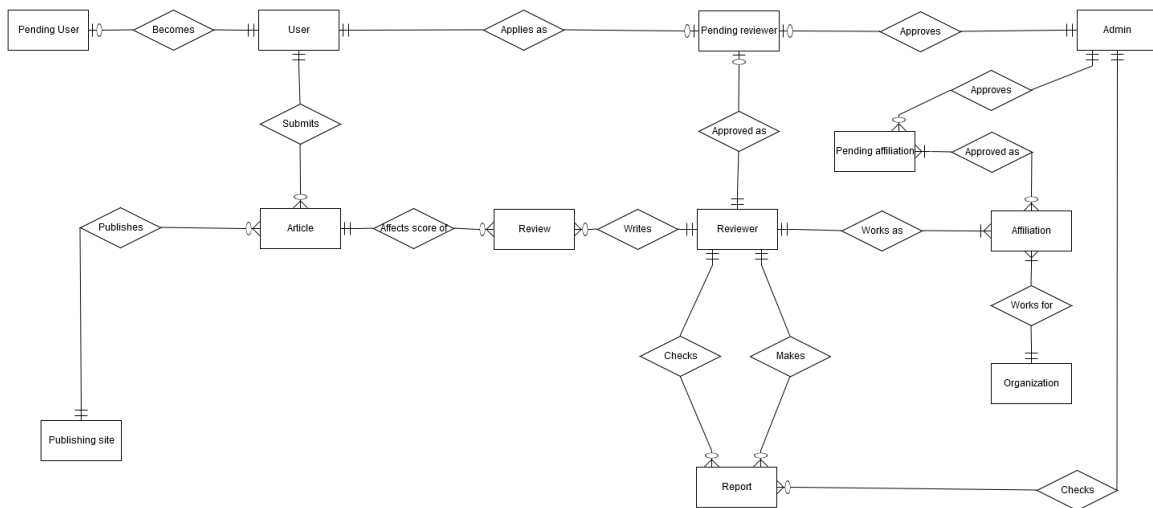 Pending User
Becomes
User
Applies as
Pending reviewer
Approves
Admin
Submits
Approved as
Approves
Pending affiliation
Approved as
Publishes
Article
Affects score of
Review
Writes
Reviewer
Works as
Affiliation
Checks
Makes
Works for
Organization
Publishing site
Report
Checks